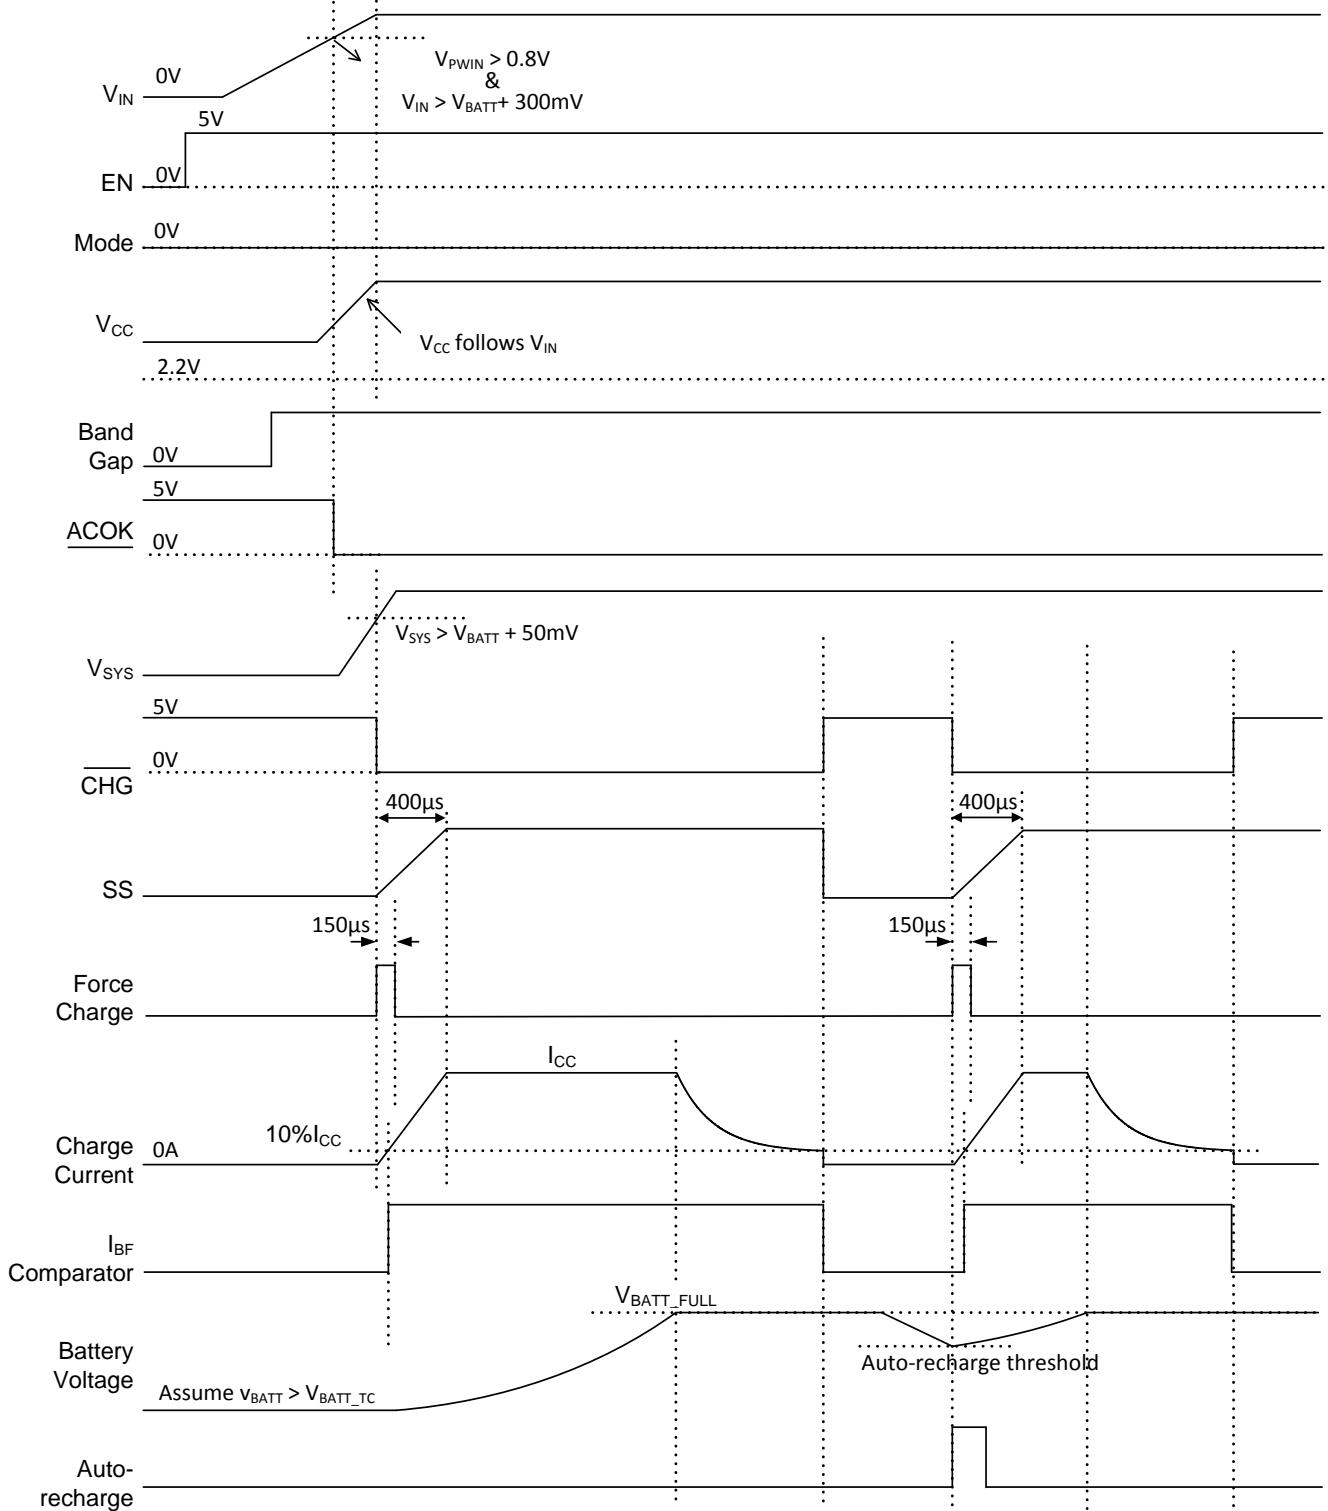 V_IN
0V
V_PWIN > 0.8V
&
V_IN > V_BATT+ 300mV
5V
EN
0V
Mode
0V
V_CC
V_CC follows V_IN
2.2V
Band
Gap
0V
5V
ACOK
0V
V_SYS > V_BATT + 50mV
V_SYS
5V
0V
CHG
400µs
400µs
SS
150µs
150µs
Force
Charge
I_CC
10%I_CC
Charge
Current
0A
I_BF
Comparator
V_BATT_FULL
Battery
Voltage
Auto-recharge threshold
Assume v_BATT > V_BATT_TC
Auto-
recharge